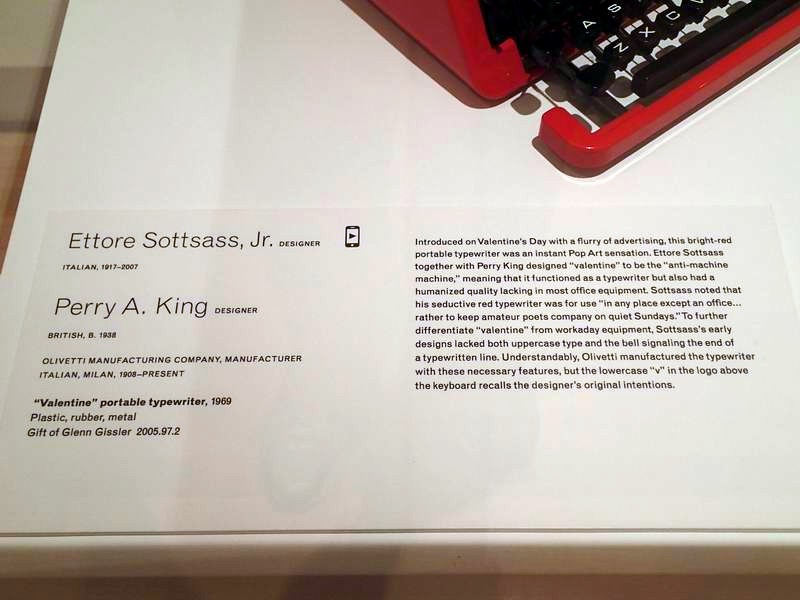 A S D
Z X
Ettore Sottsass, Jr. DESIGNER
ITALIAN, 1917–2007
Perry A. King DESIGNER
BRITISH, B. 1938
OLIVETTI MANUFACTURING COMPANY, MANUFACTURER
ITALIAN, MILAN, 1908–PRESENT
"Valentine" portable typewriter, 1969
Plastic, rubber, metal
Gift of Glenn Gissler 2005.97.2
Introduced on Valentine's Day with a flurry of advertising, this bright-red
portable typewriter was an instant Pop Art sensation. Ettore Sottsass
together with Perry King designed "valentine" to be the "anti-machine
machine," meaning that it functioned as a typewriter but also had a
humanized quality lacking in most office equipment. Sottsass noted that
his seductive red typewriter was for use "in any place except an office...
rather to keep amateur poets company on quiet Sundays." To further
differentiate "valentine" from workaday equipment, Sottsass's early
designs lacked both uppercase type and the bell signaling the end of
a typewritten line. Understandably, Olivetti manufactured the typewriter
with these necessary features, but the lowercase "v" in the logo above
the keyboard recalls the designer's original intentions.